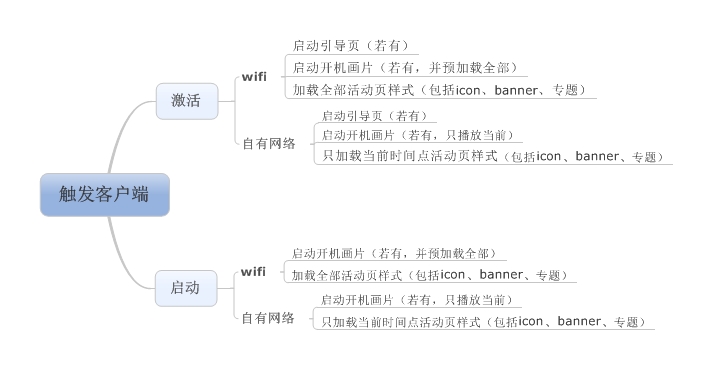 触发客户端
激活
wifi
启动引导页（若有）
启动开机画片（若有，并预加载全部）
加载全部活动页样式（包括icon、banner、专题）
自有网络
启动引导页（若有）
启动开机画片（若有，只播放当前）
只加载当前时间点活动页样式（包括icon、banner、专题）
启动
wifi
启动开机画片（若有，并预加载全部）
加载全部活动页样式（包括icon、banner、专题）
自有网络
启动开机画片（若有，只播放当前）
只加载当前时间点活动页样式（包括icon、banner、专题）